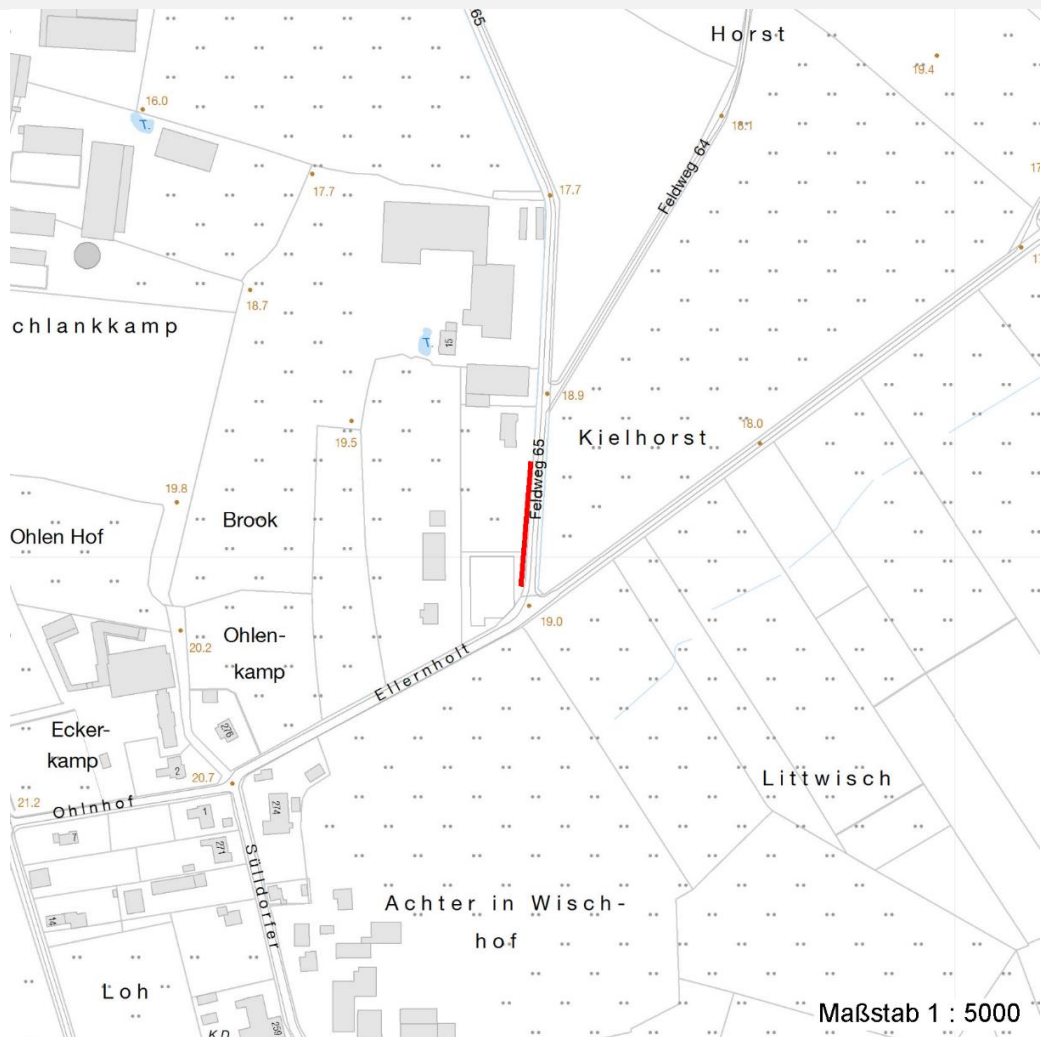 65
Horst
19.4
16.0
T.
18.1
Feldweg 64
17.7
17.7
17.
18.7
chlankkamp
T.
15
18.9
Kielhorst
18.0
19.5
Feldweg 65
19.8
Brook
Ohlen Hof
19.0
20.2
Ohlen-
kamp
Ellernholt
276
Ecker-
kamp
2
20.7
Littwisch
21.2
Ohlnhof
274
1
7
271
Sülldorfer
Achter in Wisch-
hof
14
Loh
259
K.D.
Maßstab 1 : 5000